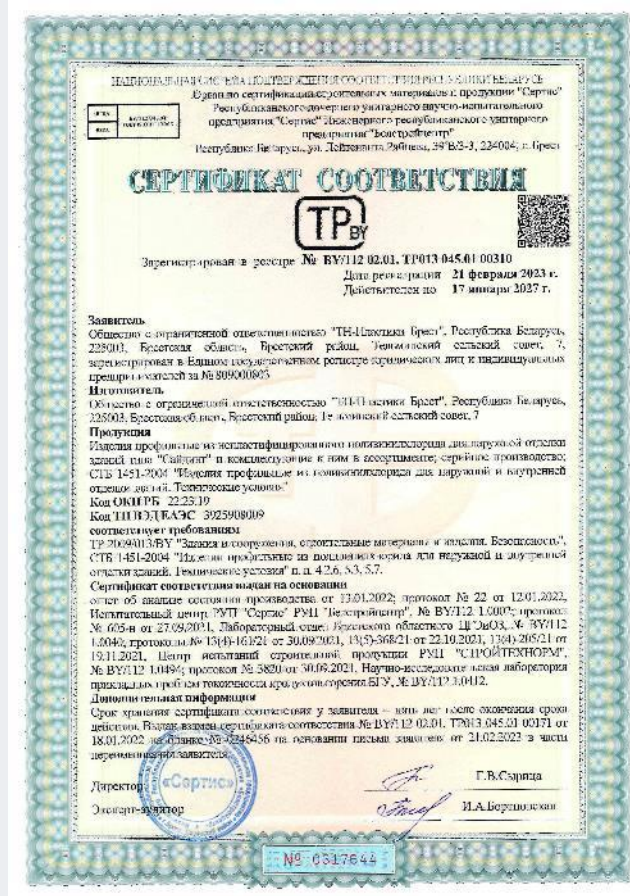 НАЦИОНАЛЬНАЯ СИСТЕМА ПОДТВЕРЖДЕНИЯ СООТВЕТСТВИЯ РЕСПУБЛИКИ БЕЛАРУСЬ
Орган по сертификации строительных материалов и продукции "Сертис"
Республиканского дочернего унитарного научно-испытательного
предприятия "Сертис" Инженерного республиканского унитарного
предприятия "Белстройцентр"
Республика Беларусь, ул. Лейтенанта Рябцева, 39"В/3-3, 224004, г. Брест
СЕРТИФИКАТ СООТВЕТСТВИЯ
ТР BY
Зарегистрирован в реестре № BY/112 02.01. ТР013 045.01 00310
Дата регистрации 21 февраля 2023 г.
Действителен до 17 января 2027 г.
Заявитель
Общество с ограниченной ответственностью "ТН-Пластики Брест", Республика Беларусь,
225003, Брестская область, Брестский район, Тельминский сельский совет, 7,
зарегистрирован в Едином государственном регистре юридических лиц и индивидуальных
предпринимателей за № 809000803
Изготовитель
Общество с ограниченной ответственностью "ТН-Пластики Брест", Республика Беларусь,
225003, Брестская область, Брестский район, Тельминский сельский совет, 7
Продукция
Изделия профильные из непластифицированного поливинилхлорида для наружной отделки
зданий типа "Сайдинг" и комплектующие к ним в ассортименте; серийное производство;
СТБ 1451-2004 "Изделия профильные из поливинилхлорида для наружной и внутренней
отделки зданий. Технические условия"
Код ОКП РБ 22.23.19
Код ТН ВЭД ЕАЭС 3925908009
соответствует требованиям
ТР 2009/013/BY "Здания и сооружения, строительные материалы и изделия. Безопасность",
СТБ 1451-2004 "Изделия профильные из поливинилхлорида для наружной и внутренней
отделки зданий. Технические условия" п. п. 4.2.6, 5.3, 5.7.
Сертификат соответствия выдан на основании
отчет об анализе состояния производства от 13.01.2022; протокол № 22 от 12.01.2022,
Испытательный центр РУП "Сертис" РУП "Белстройцентр", № BY/112 1.0007; протокол
№ 605-н от 27.09.2021, Лабораторный отдел Брестского областного ЦГЭиОЗ, № BY/112
1.0040; протоколы № 13(4)-161/21 от 30.09.2021, 13(5)-368/21 от 22.10.2021, 13(4)-205/21 от
19.11.2021, Центр испытаний строительной продукции РУП "СТРОЙТЕХНОРМ",
№ BY/112 1.0494; протокол № 3820 от 30.09.2021, Научно-исследовательская лаборатория
прикладных проблем токсичности продуктов горения БГУ, № BY/112 1.0412.
Дополнительная информация
Срок хранения сертификата соответствия у заявителя – пять лет после окончания срока
действия. Выдан взамен сертификата соответствия № BY/112 02.01. ТР013 045.01 00171 от
18.01.2022 на бланке № 0246456 на основании письма заявителя от 21.02.2023 в части
переименования заявителя.
Директор
«Сертис»
Г.В.Сырица
Эксперт-аудитор
И.А.Бортновская
№ 0317644